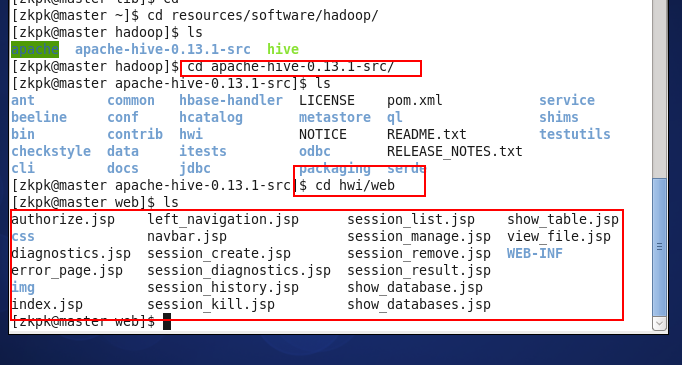 [zkpk@master ~]$ cd resources/software/hadoop/
[zkpk@master hadoop]$ ls
apache  apache-hive-0.13.1-src  hive
[zkpk@master hadoop]$ cd apache-hive-0.13.1-src/
[zkpk@master apache-hive-0.13.1-src]$ ls
ant         common   hbase-handler  LICENSE    pom.xml            service
beeline     conf     hcatalog       metastore  ql                 shims
bin         contrib  hwi            NOTICE     README.txt         testutils
checkstyle  data     itests         odbc       RELEASE_NOTES.txt
cli         docs     jdbc           packaging  serde
[zkpk@master apache-hive-0.13.1-src]$ cd hwi/web
[zkpk@master web]$ ls
authorize.jsp    left_navigation.jsp      session_list.jsp    show_table.jsp
css              navbar.jsp               session_manage.jsp  view_file.jsp
diagnostics.jsp  session_create.jsp       session_remove.jsp  WEB-INF
error_page.jsp   session_diagnostics.jsp  session_result.jsp
img              session_history.jsp      show_database.jsp
index.jsp        session_kill.jsp         show_databases.jsp
[zkpk@master web]$